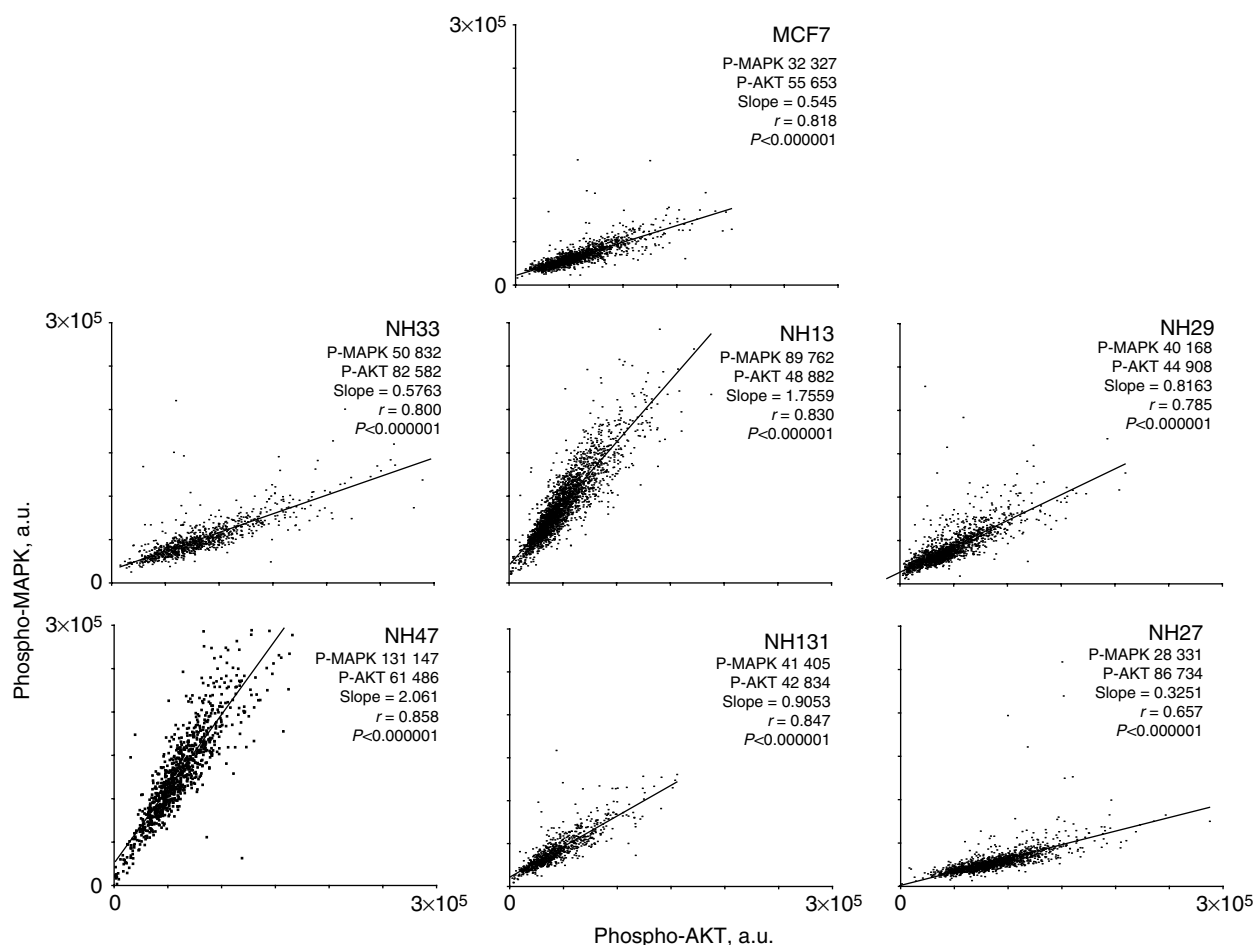 3×10⁵
MCF7
P-MAPK 32 327
P-AKT 55 653
Slope = 0.545
r = 0.818
P<0.000001
0
3×10⁵
NH33
P-MAPK 50 832
P-AKT 82 582
Slope = 0.5763
r = 0.800
P<0.000001
0
NH13
P-MAPK 89 762
P-AKT 48 882
Slope = 1.7559
r = 0.830
P<0.000001
NH29
P-MAPK 40 168
P-AKT 44 908
Slope = 0.8163
r = 0.785
P<0.000001
Phospho-MAPK, a.u.
3×10⁵
NH47
P-MAPK 131 147
P-AKT 61 486
Slope = 2.061
r = 0.858
P<0.000001
0
0
3×10⁵
NH131
P-MAPK 41 405
P-AKT 42 834
Slope = 0.9053
r = 0.847
P<0.000001
0
3×10⁵
NH27
P-MAPK 28 331
P-AKT 86 734
Slope = 0.3251
r = 0.657
P<0.000001
0
3×10⁵
Phospho-AKT, a.u.